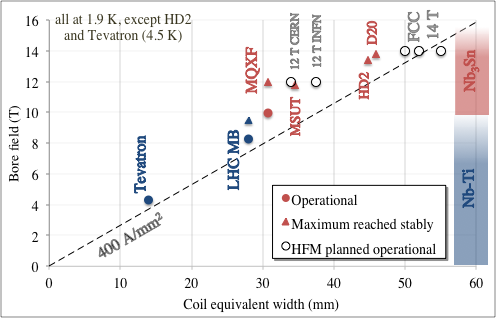 all at 1.9 K, except HD2
and Tevatron (4.5 K)
Bore field (T)
16
14
12
10
8
6
4
2
0
0
10
20
30
40
50
60
Coil equivalent width (mm)
Tevatron
LHC MB
MQXF
MSUT
12 T CERN
12 T INFN
HD2
D20
FCC
14 T
400 A/mm²
Nb₃Sn
Nb-Ti
Operational
Maximum reached stably
HFM planned operational